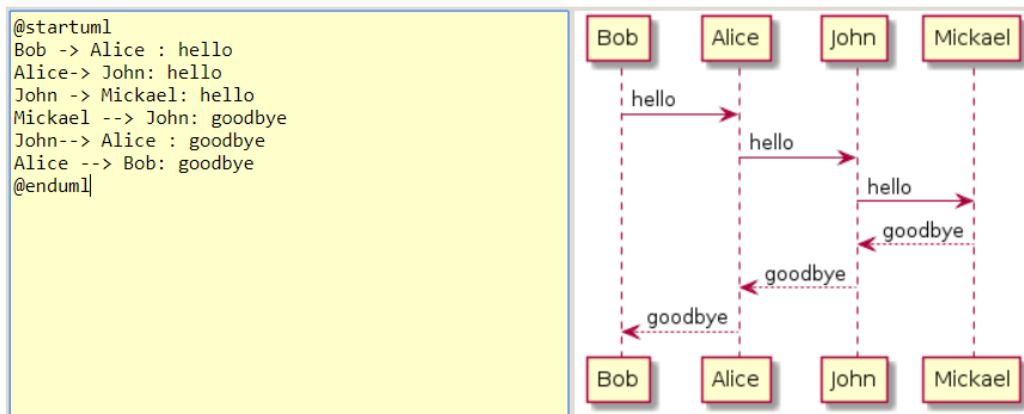 @startuml
Bob -> Alice : hello
Alice-> John: hello
John -> Mickael: hello
Mickael --> John: goodbye
John--> Alice : goodbye
Alice --> Bob: goodbye
@enduml
Bob Alice John Mickael
hello
hello
hello
goodbye
goodbye
goodbye
Bob Alice John Mickael